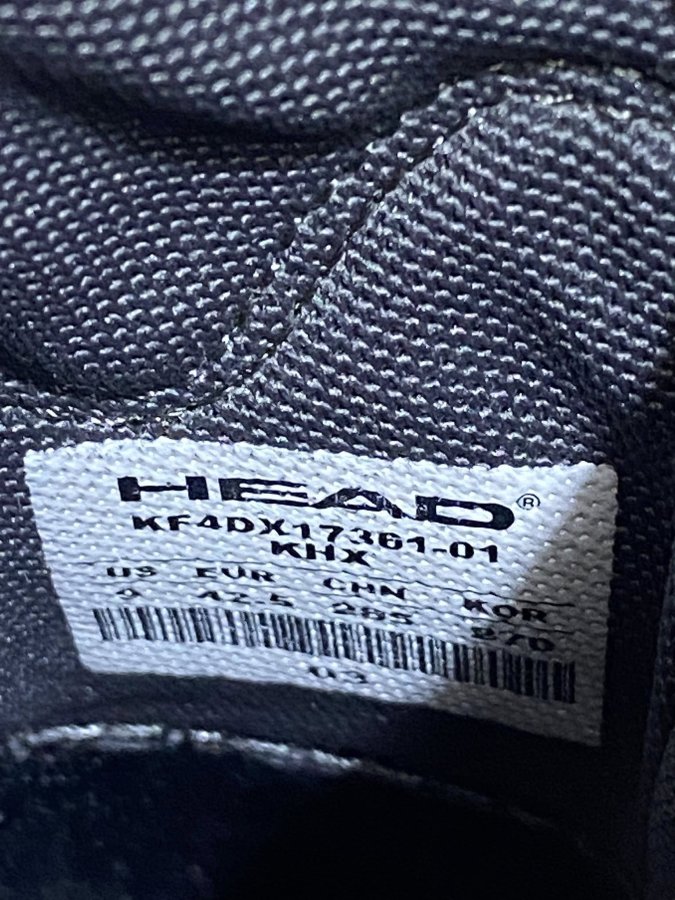 HEAD®
KF4DX17361-01
KHX
US EUR CHN KOR
9 42.5 265 270
03